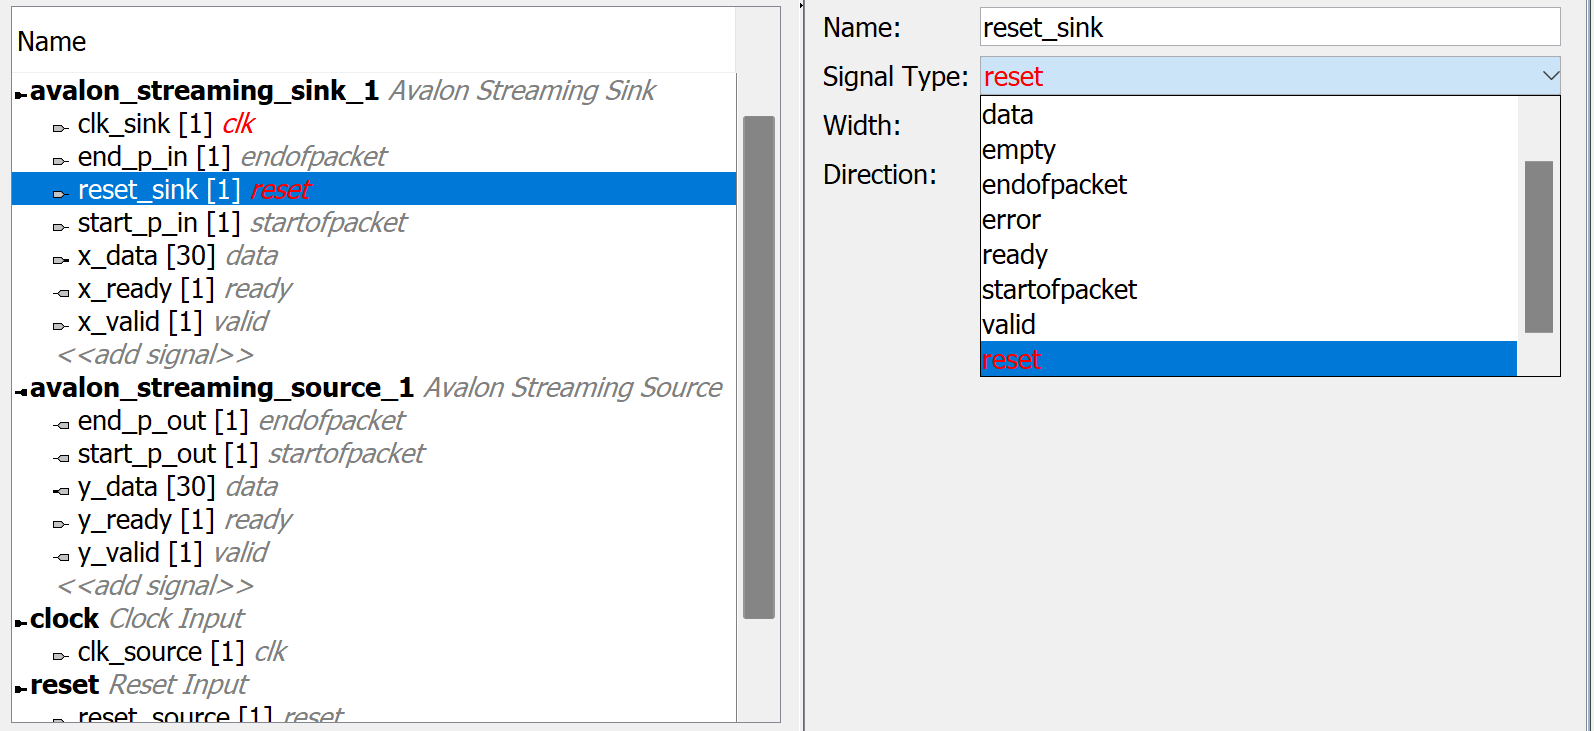 Name
avalon_streaming_sink_1 Avalon Streaming Sink
clk_sink [1] clk
end_p_in [1] endofpacket
reset_sink [1] reset
start_p_in [1] startofpacket
x_data [30] data
x_ready [1] ready
x_valid [1] valid
<<add signal>>
avalon_streaming_source_1 Avalon Streaming Source
end_p_out [1] endofpacket
start_p_out [1] startofpacket
y_data [30] data
y_ready [1] ready
y_valid [1] valid
<<add signal>>
clock Clock Input
clk_source [1] clk
reset Reset Input
reset_source [1] reset
Name: reset_sink
Signal Type: reset
Width:
Direction:
data
empty
endofpacket
error
ready
startofpacket
valid
reset